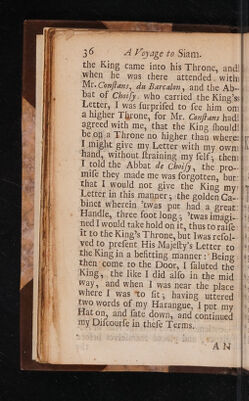 36 A Voyage to Siam.
the King came into his Throne, and
when he was there attended with
Mr. Constans, du Barcalon, and the Ab-
bat of Choisy, who carried the King's
Letter, I was surprised to see him on
a higher Throne, for Mr. Constans had
agreed with me, that the King should
be on a Throne no higher than where
I might give my Letter with my own
hand, without straining my self; then
I told the Abbat de Choisy, the pro-
mise they made me was forgotten, but
that I would not give the King my
Letter in this manner; the golden Ca-
binet wherein 'twas put had a great
Handle, three foot long; 'twas imagi-
ned I would take hold on it, thus to raise
it to the King's Throne, but I was resol-
ved to present His Majesty's Letter to
the King in a besitting manner: Being
then come to the Door, I saluted the
King, the like I did also in the mid
way, and when I was near the place
where I was to sit; having uttered
two words of my Harangue, I put my
Hat on, and sate down, and continued
my Discourse in these Terms.
AN